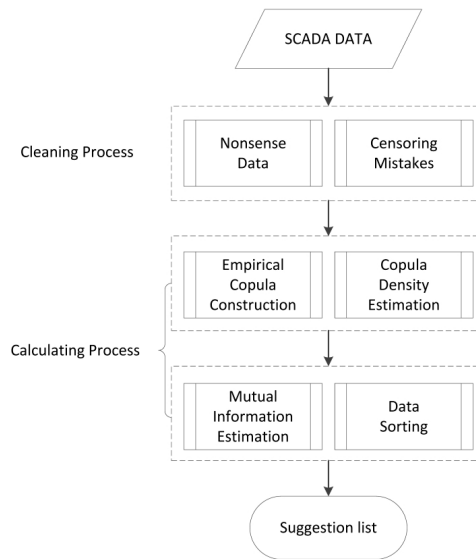 SCADA DATA
Cleaning Process
Nonsense
Data
Censoring
Mistakes
Empirical
Copula
Construction
Copula
Density
Estimation
Calculating Process
Mutual
Information
Estimation
Data
Sorting
Suggestion list